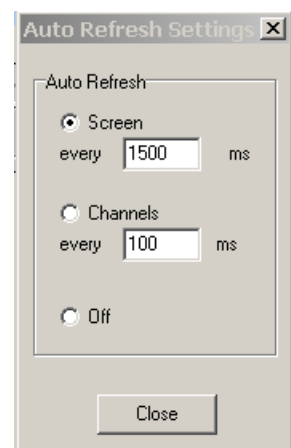 Auto Refresh Settings
Auto Refresh
Screen
every 1500 ms
Channels
every 100 ms
Off
Close